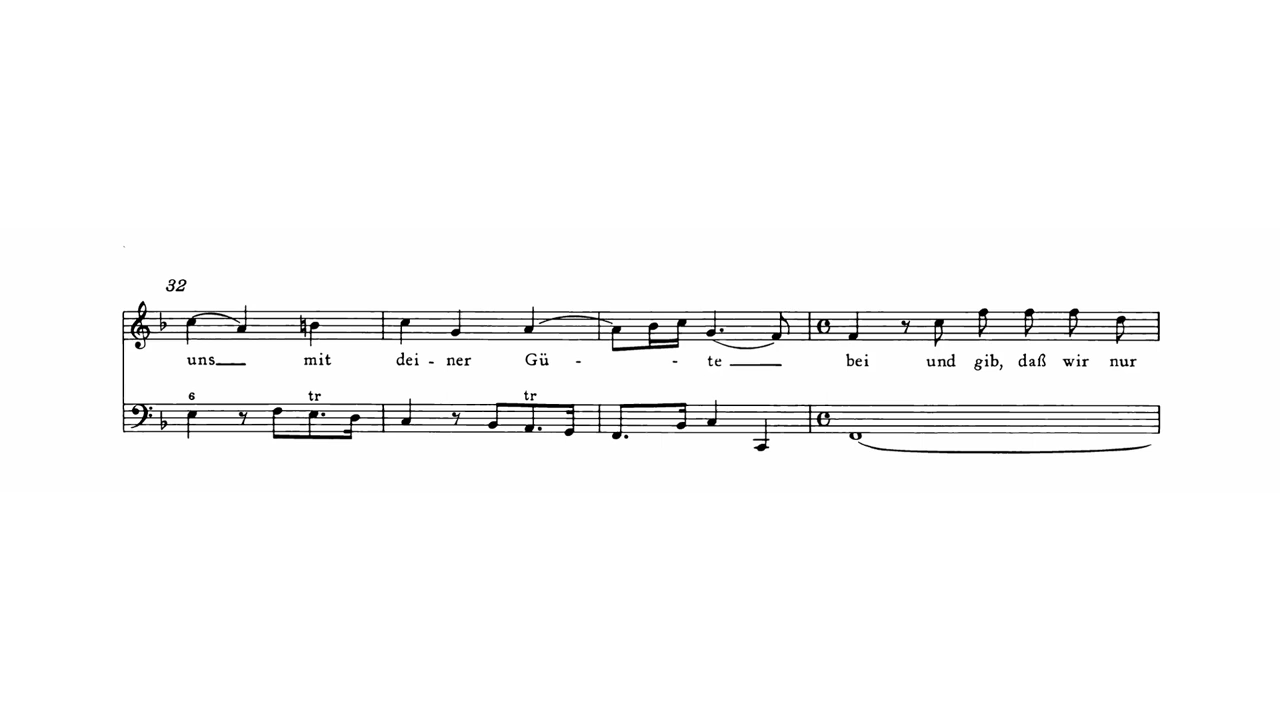 32
uns mit dei - ner Gü - - te bei und gib, daß wir nur
6 tr tr